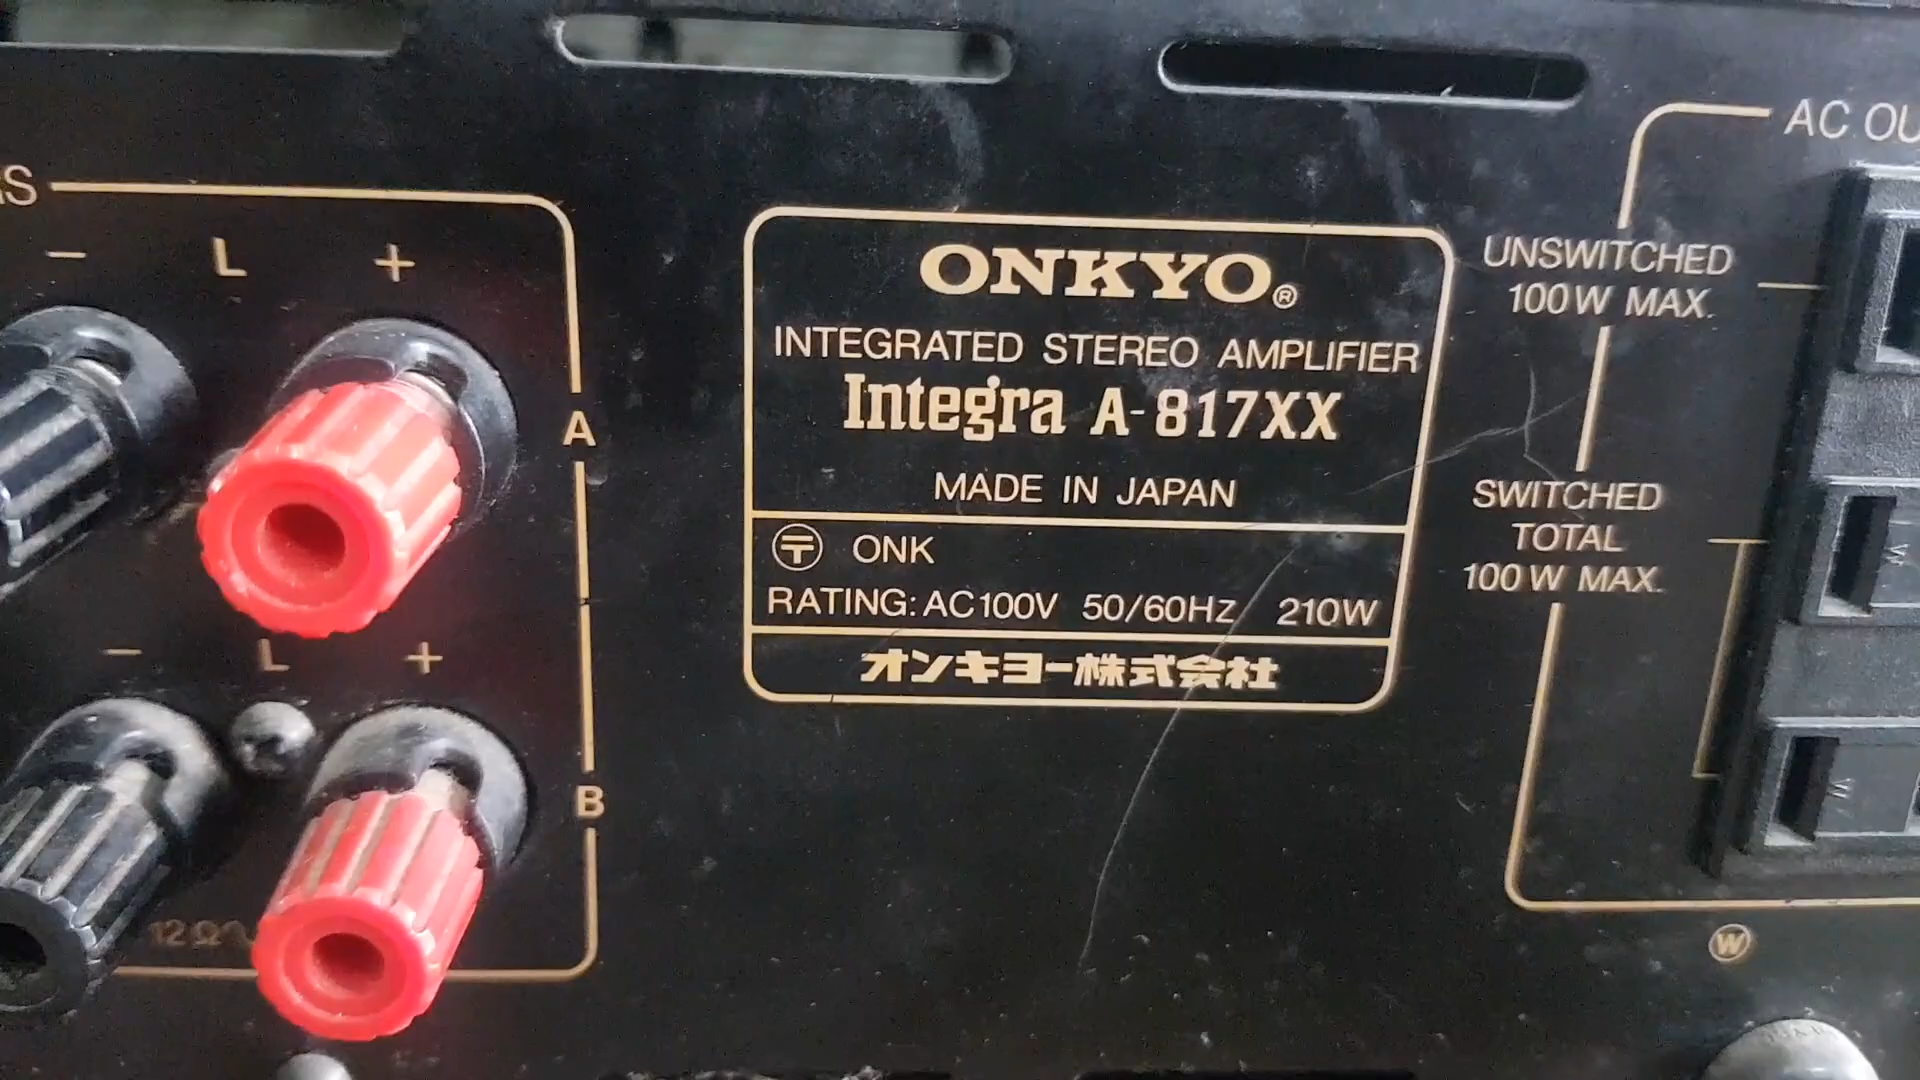 − L +
A
− L +
B
ONKYO®
INTEGRATED STEREO AMPLIFIER
Integra A-817XX
MADE IN JAPAN
〒 ONK
RATING: AC100V 50/60Hz 210W
オンキヨー株式会社
AC
UNSWITCHED
100W MAX.
SWITCHED
TOTAL
100W MAX.
W
W
W